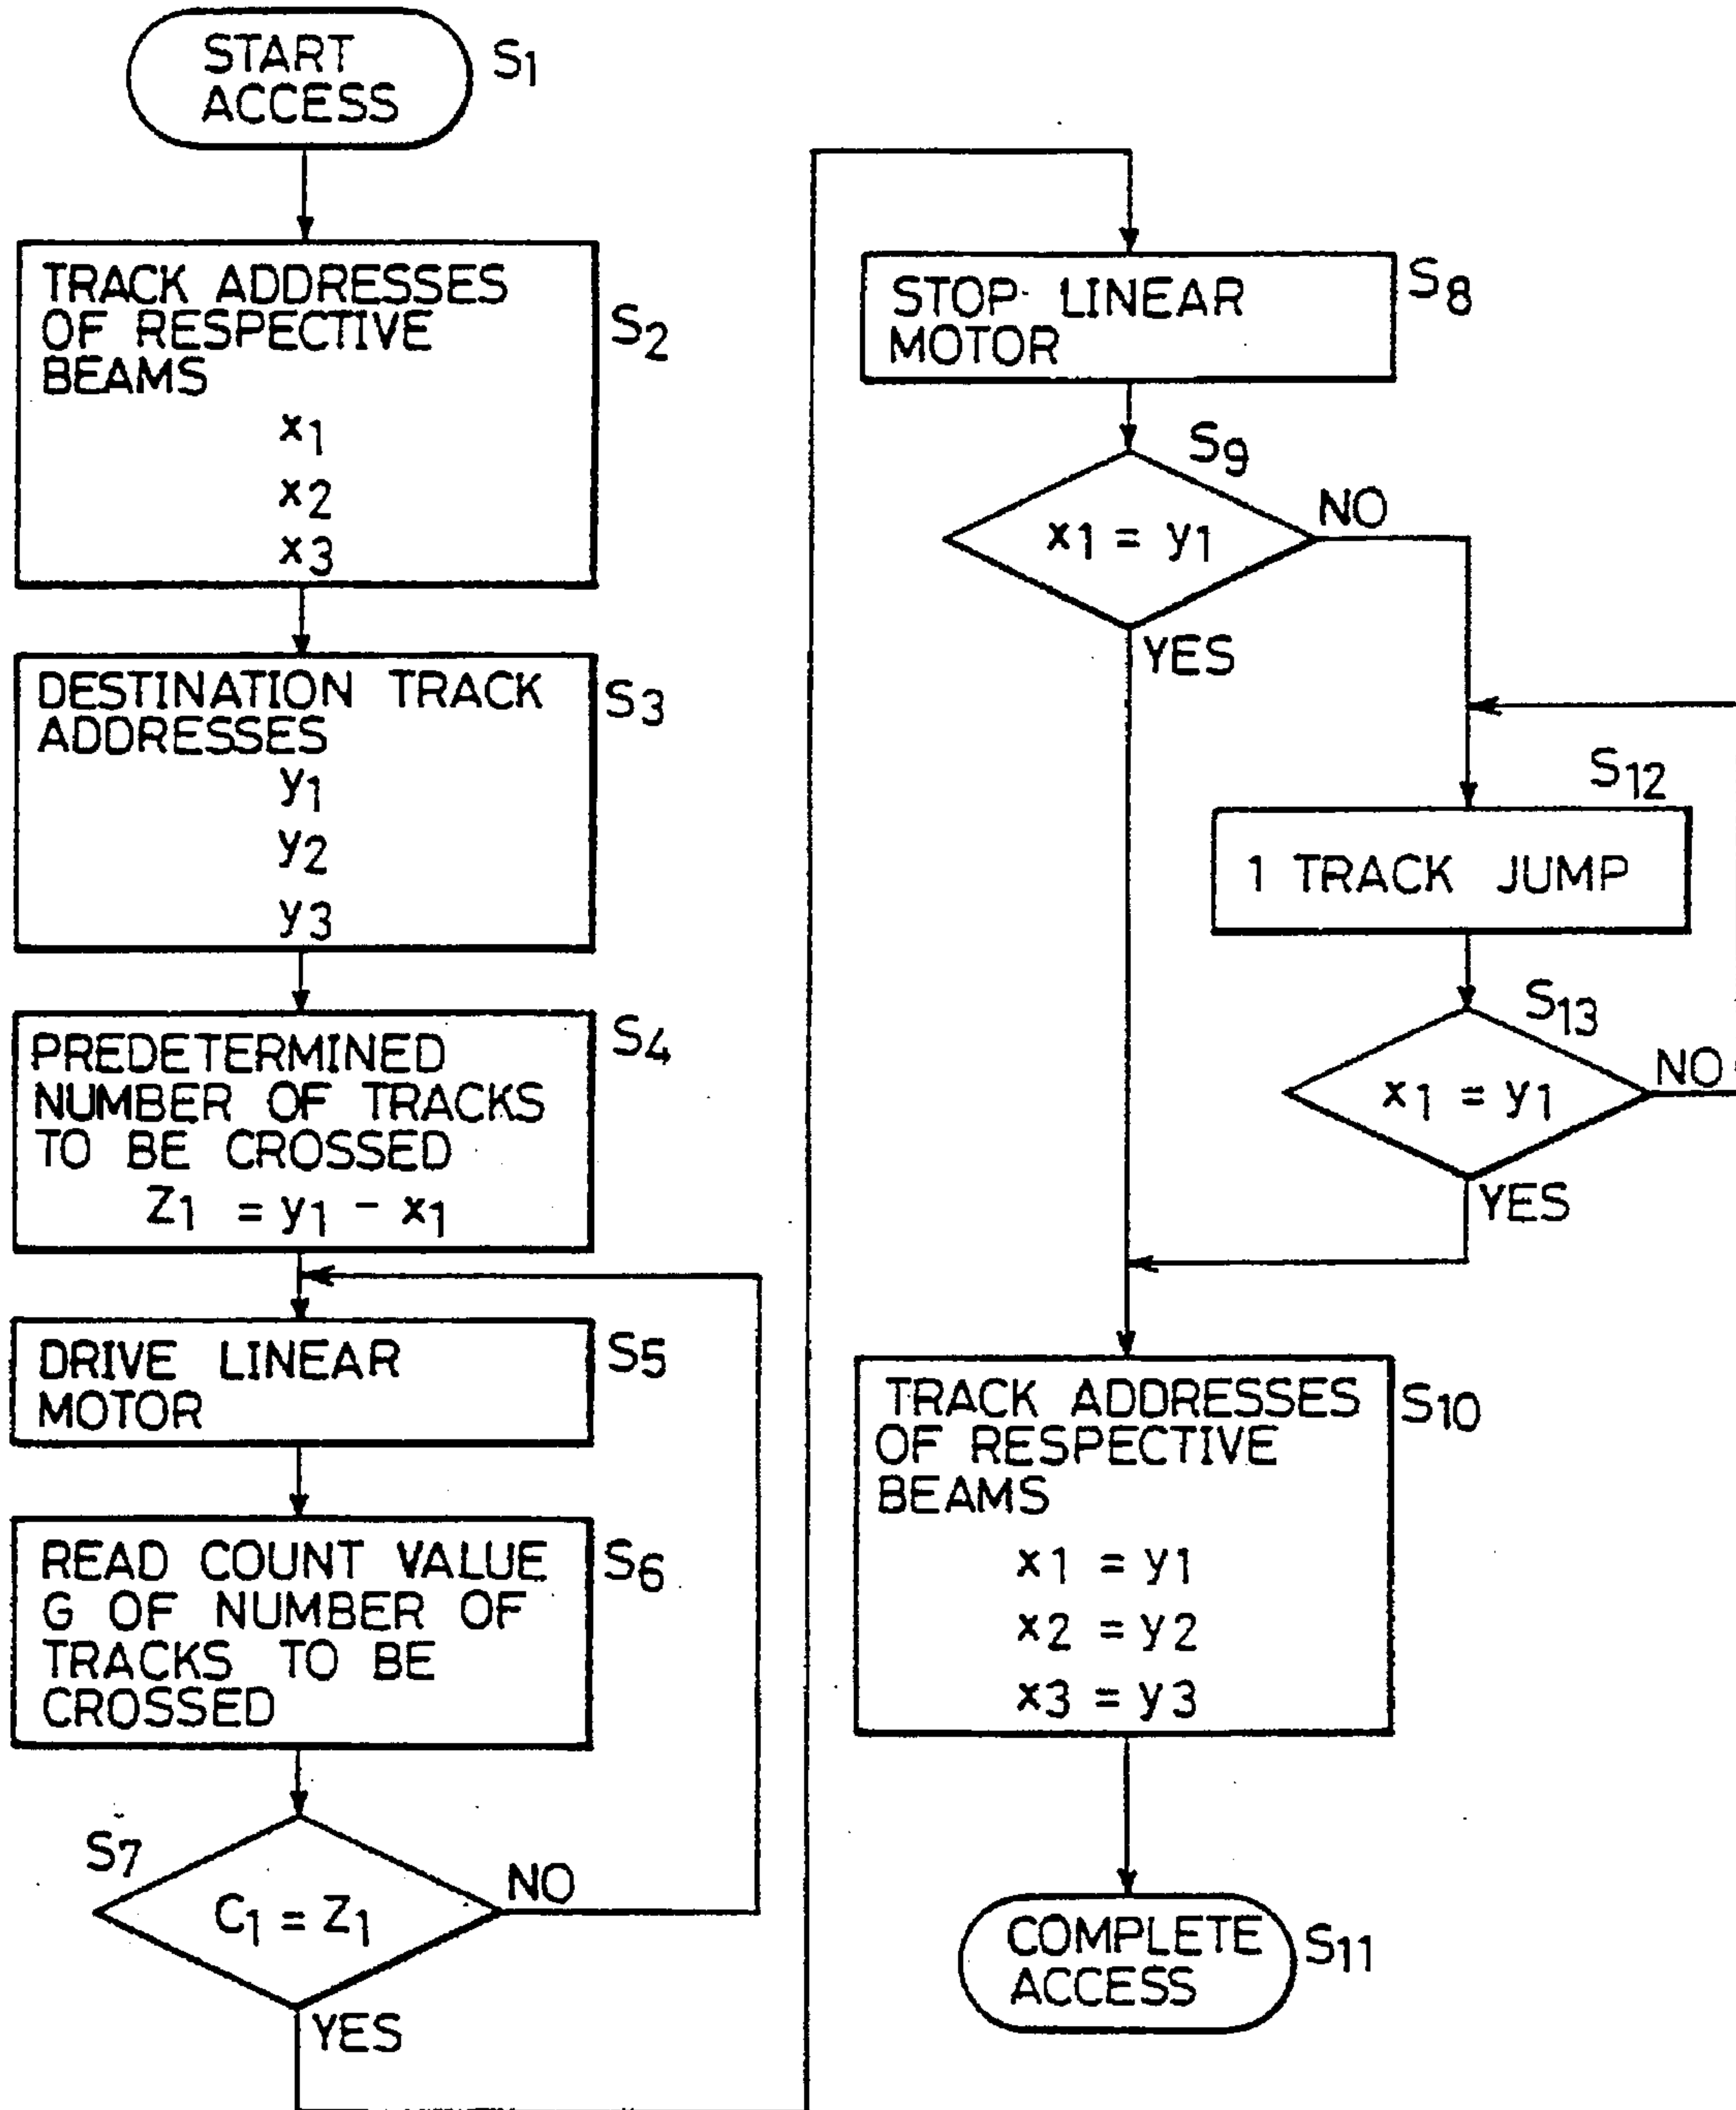 START
ACCESS
S1
TRACK ADDRESSES
OF RESPECTIVE
BEAMS
x1
x2
x3
S2
DESTINATION TRACK
ADDRESSES
y1
y2
y3
S3
PREDETERMINED
NUMBER OF TRACKS
TO BE CROSSED
Z1 = y1 - x1
S4
DRIVE LINEAR
MOTOR
S5
READ COUNT VALUE
G OF NUMBER OF
TRACKS TO BE
CROSSED
S6
S7
C1 = Z1
NO
YES
STOP LINEAR
MOTOR
S8
S9
x1 = y1
NO
YES
S12
1 TRACK JUMP
S13
x1 = y1
NO
YES
TRACK ADDRESSES
OF RESPECTIVE
BEAMS
x1 = y1
x2 = y2
x3 = y3
S10
COMPLETE
ACCESS
S11